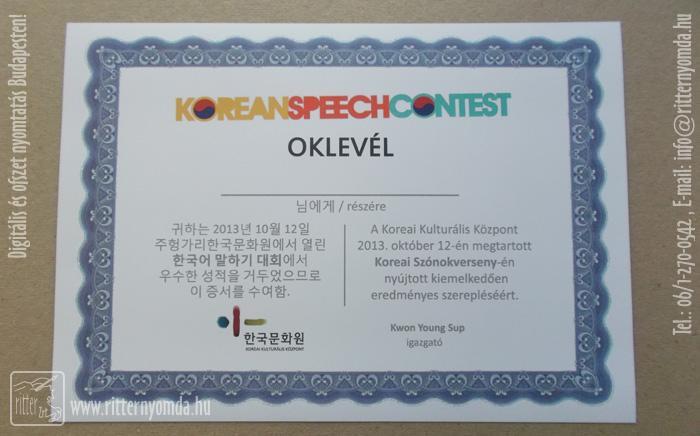 Digitális és ofszet nyomtatás Budapesten!
KOREANSPEECHCONTEST
OKLEVÉL
님에게 / részére
귀하는 2013년 10월 12일
주헝가리한국문화원에서 열린
한국어 말하기 대회에서
우수한 성적을 거두었으므로
이 증서를 수여함.
한국문화원
KOREAI KULTURÁLIS KÖZPONT
A Koreai Kulturális Központ
2013. október 12-én megtartott
Koreai Szónokverseny-én
nyújtott kiemelkedően
eredményes szerepléséért.
Kwon Young Sup
igazgató
ritter
www.ritternyomda.hu
Tel.: 06/1-270-0542, E-mail: info@ritternyomda.hu